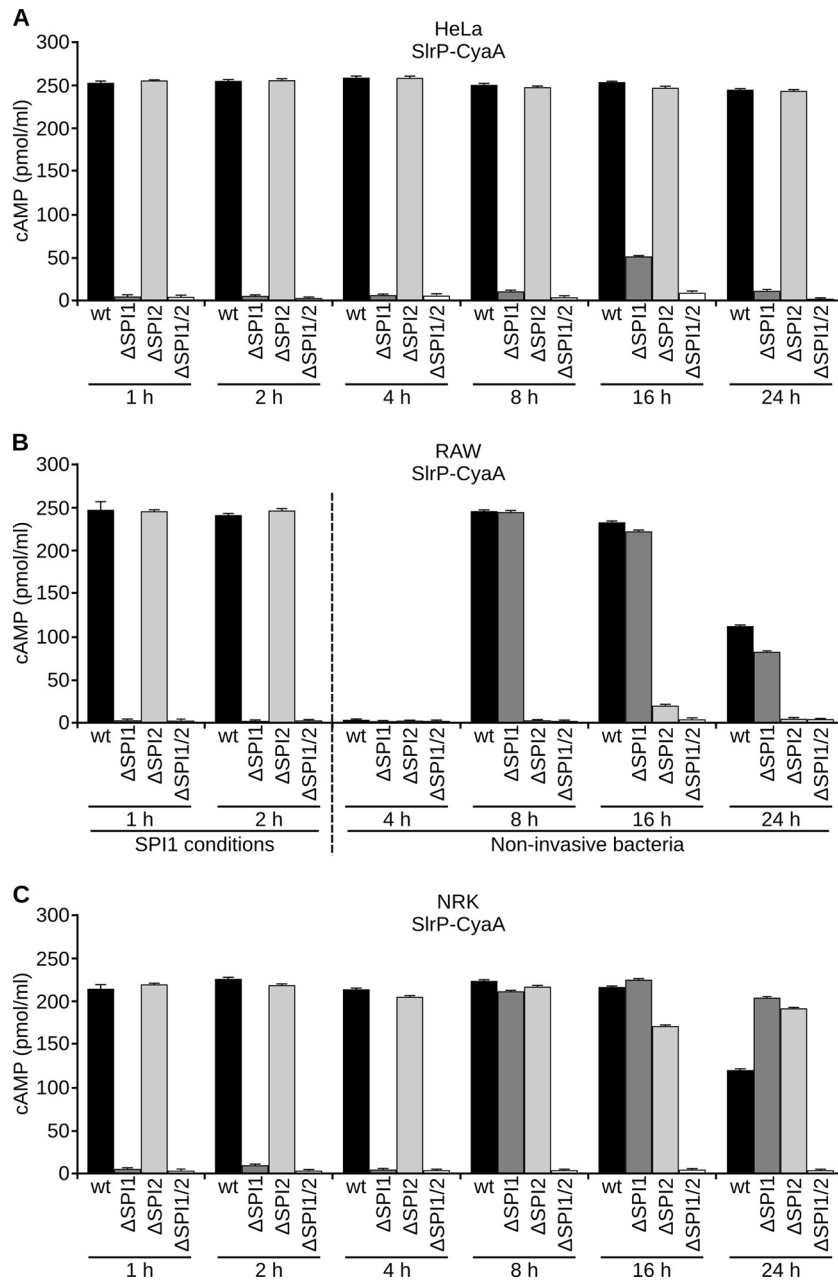 A
HeLa
SlrP-CyaA
cAMP (pmol/ml)
300
250
200
150
100
50
0
wt ΔSPI1 ΔSPI2 ΔSPI1/2 wt ΔSPI1 ΔSPI2 ΔSPI1/2 wt ΔSPI1 ΔSPI2 ΔSPI1/2 wt ΔSPI1 ΔSPI2 ΔSPI1/2 wt ΔSPI1 ΔSPI2 ΔSPI1/2 wt ΔSPI1 ΔSPI2 ΔSPI1/2
1 h 2 h 4 h 8 h 16 h 24 h
B
RAW
SlrP-CyaA
cAMP (pmol/ml)
300
250
200
150
100
50
0
wt ΔSPI1 ΔSPI2 ΔSPI1/2 wt ΔSPI1 ΔSPI2 ΔSPI1/2 wt ΔSPI1 ΔSPI2 ΔSPI1/2 wt ΔSPI1 ΔSPI2 ΔSPI1/2 wt ΔSPI1 ΔSPI2 ΔSPI1/2 wt ΔSPI1 ΔSPI2 ΔSPI1/2
1 h 2 h 4 h 8 h 16 h 24 h
SPI1 conditions Non-invasive bacteria
C
NRK
SlrP-CyaA
cAMP (pmol/ml)
300
250
200
150
100
50
0
wt ΔSPI1 ΔSPI2 ΔSPI1/2 wt ΔSPI1 ΔSPI2 ΔSPI1/2 wt ΔSPI1 ΔSPI2 ΔSPI1/2 wt ΔSPI1 ΔSPI2 ΔSPI1/2 wt ΔSPI1 ΔSPI2 ΔSPI1/2 wt ΔSPI1 ΔSPI2 ΔSPI1/2
1 h 2 h 4 h 8 h 16 h 24 h